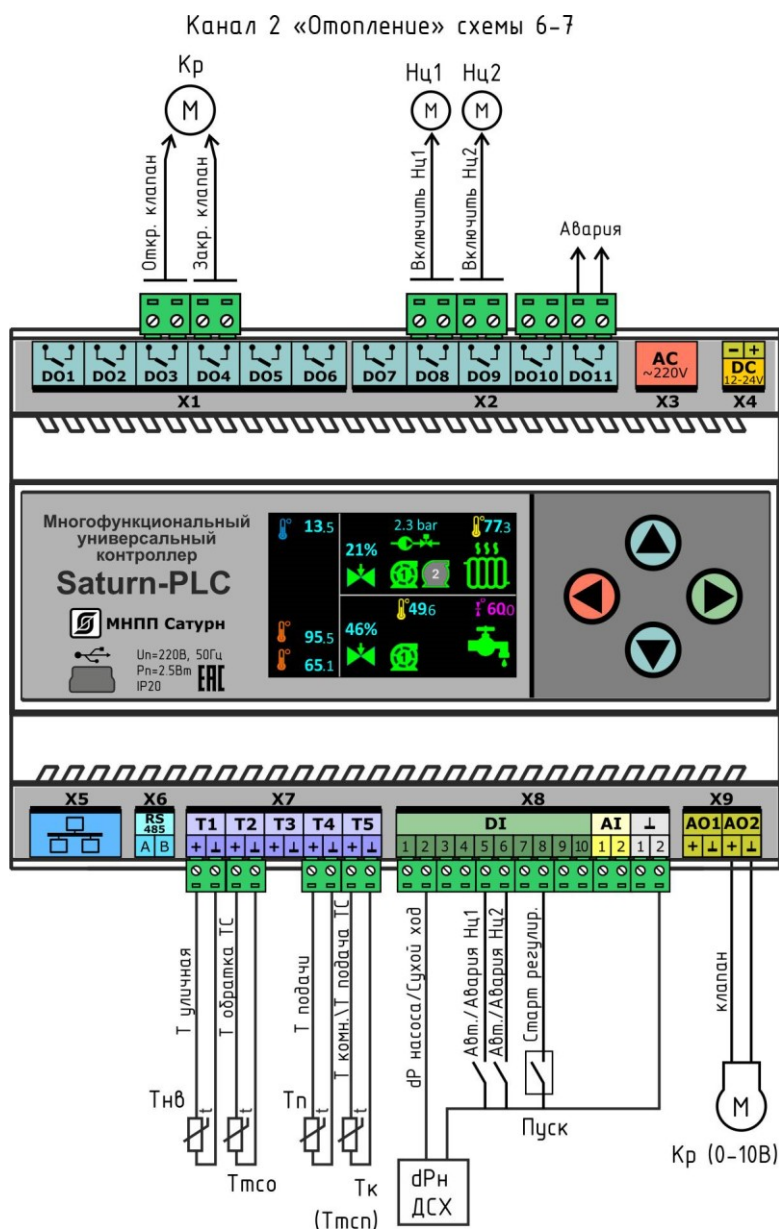 Канал 2 «Отопление» схемы 6-7
Кр
Нц1
Нц2
М
М
М
Откр. клапан
Закр. клапан
Включить Нц1
Включить Нц2
Авария
DO1 DO2 DO3 DO4 DO5 DO6 DO7 DO8 DO9 DO10 DO11
AC
~220V
- +
DC
12-24V
X1 X2 X3 X4
Многофункциональный
универсальный
контроллер
Saturn-PLC
МНПП Сатурн
Uп=220В, 50Гц
Pп=2.5Вт
IP20
EAC
13.5
2.3 bar
77.3
21%
1 2
49.6
60.0
95.5
46%
65.1
1
X5 X6 X7 X8 X9
RS
485
A B
T1 T2 T3 T4 T5
+ ⊥ + ⊥ + ⊥ + ⊥ + ⊥
DI AI ⊥
1 2 3 4 5 6 7 8 9 10 1 2 1 2
AO1 AO2
+ ⊥ + ⊥
Т уличная
Т обратка ТС
Т подачи
Т комн.\Т подача ТС
dP насоса/Сухой ход
Авт./Авария Нц1
Авт./Авария Нц2
Старт регулир.
клапан
Тнв
t
t
Тп
t
t
Пуск
М
Кр (0-10В)
Ттсо
Тк
(Ттсп)
dPн
ДСХ